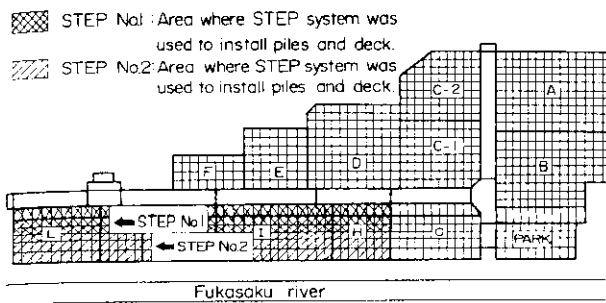 STEP No.1 : Area where STEP system was
used to install piles and deck.
STEP No.2 : Area where STEP system was
used to install piles and deck.
C-2
A
C-1
D
E
F
B
STEP No.1
L
I
H
G
STEP No.2
PARK
Fukasaku river